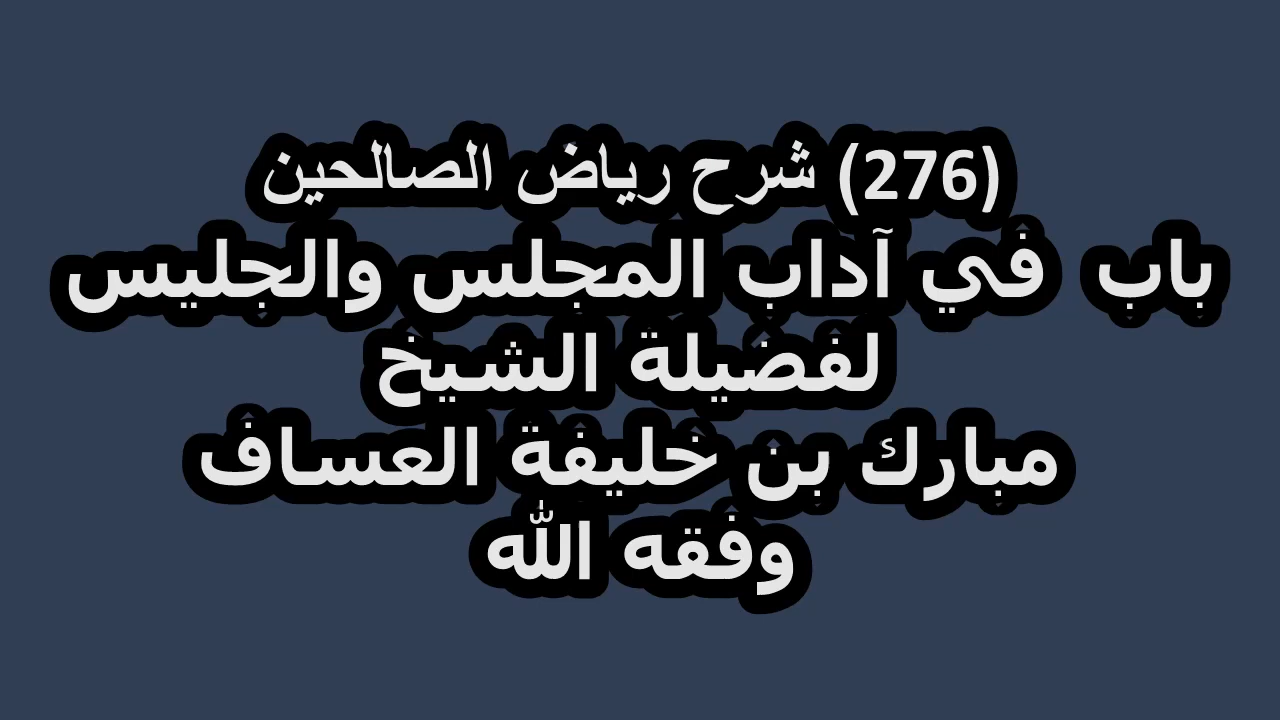 (276) شرح رياض الصالحين
باب في آداب المجلس والجليس
لفضيلة الشيخ
مبارك بن خليفة العساف
وفقه الله